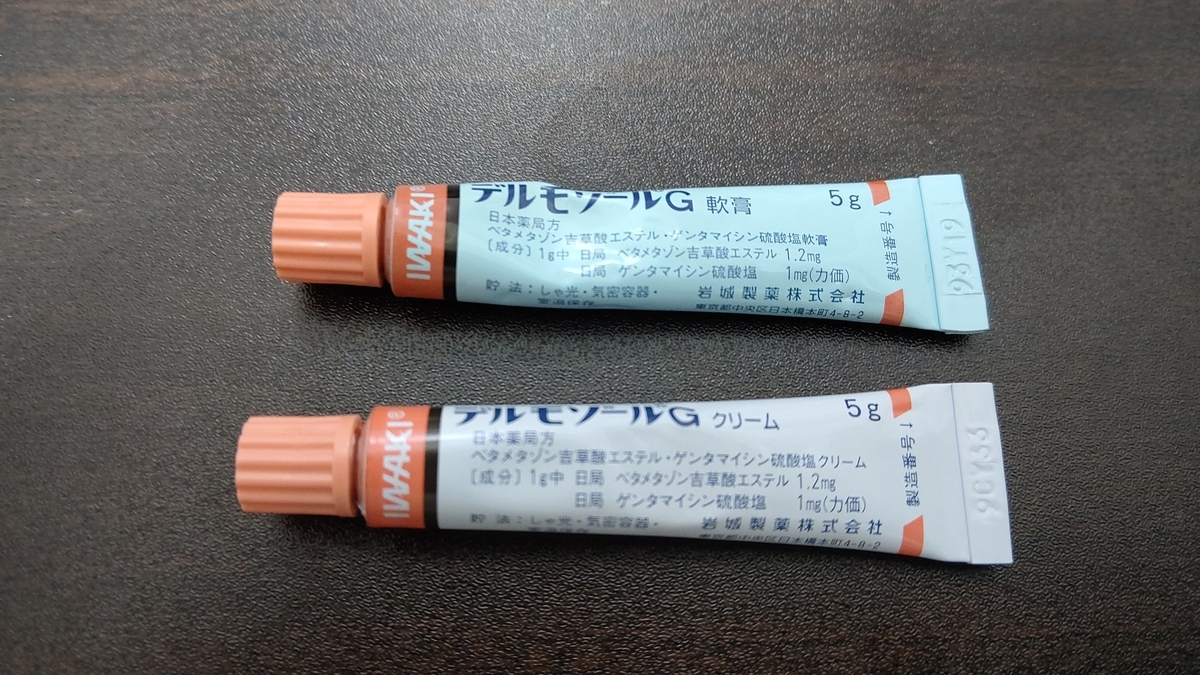 IWAKI®
デルモゾールG 軟膏 5g
日本薬局方
ベタメタゾン吉草酸エステル・ゲンタマイシン硫酸塩軟膏
〔成分〕1g中 日局 ベタメタゾン吉草酸エステル 1.2mg
日局 ゲンタマイシン硫酸塩 1mg(力価)
貯法:しゃ光・気密容器・
室温保存
岩城製薬株式会社
東京都中央区日本橋本町4-8-2
製造番号→
93Y19
IWAKI®
デルモゾールG クリーム 5g
日本薬局方
ベタメタゾン吉草酸エステル・ゲンタマイシン硫酸塩クリーム
〔成分〕1g中 日局 ベタメタゾン吉草酸エステル 1.2mg
日局 ゲンタマイシン硫酸塩 1mg(力価)
貯法:しゃ光・気密容器・
岩城製薬株式会社
東京都中央区日本橋本町4-8-2
製造番号→